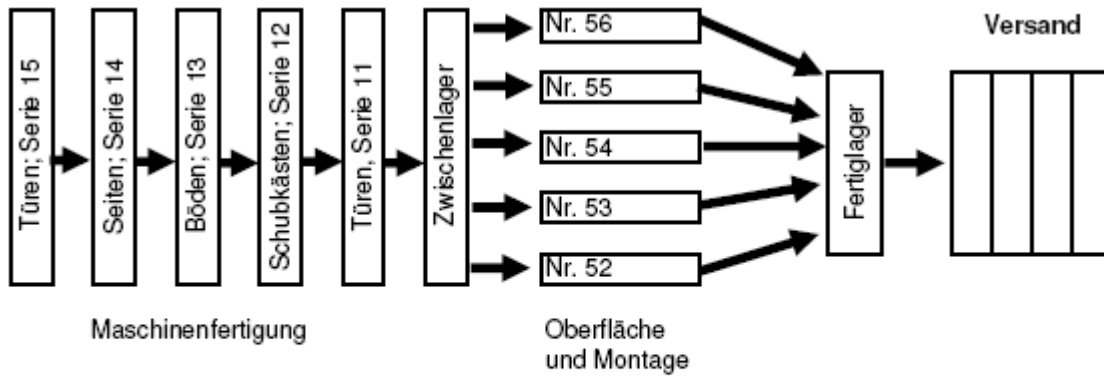 Türen; Serie 15
Seiten; Serie 14
Böden; Serie 13
Schubkästen; Serie 12
Türen, Serie 11
Zwischenlager
Nr. 56
Nr. 55
Nr. 54
Nr. 53
Nr. 52
Fertiglager
Versand
Maschinenfertigung
Oberfläche
und Montage